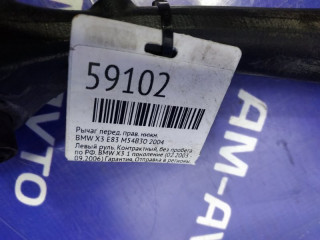 59102
Рычаг перед. прав. нижн.
BMW X3 E83 M54B30 2004
Левый руль. Контрактный, без пробега
по РФ. BMW X3 1 поколение (02.2003 -
09.2006) Гарантия. Отправка в регионы.
AM-AV
VTO